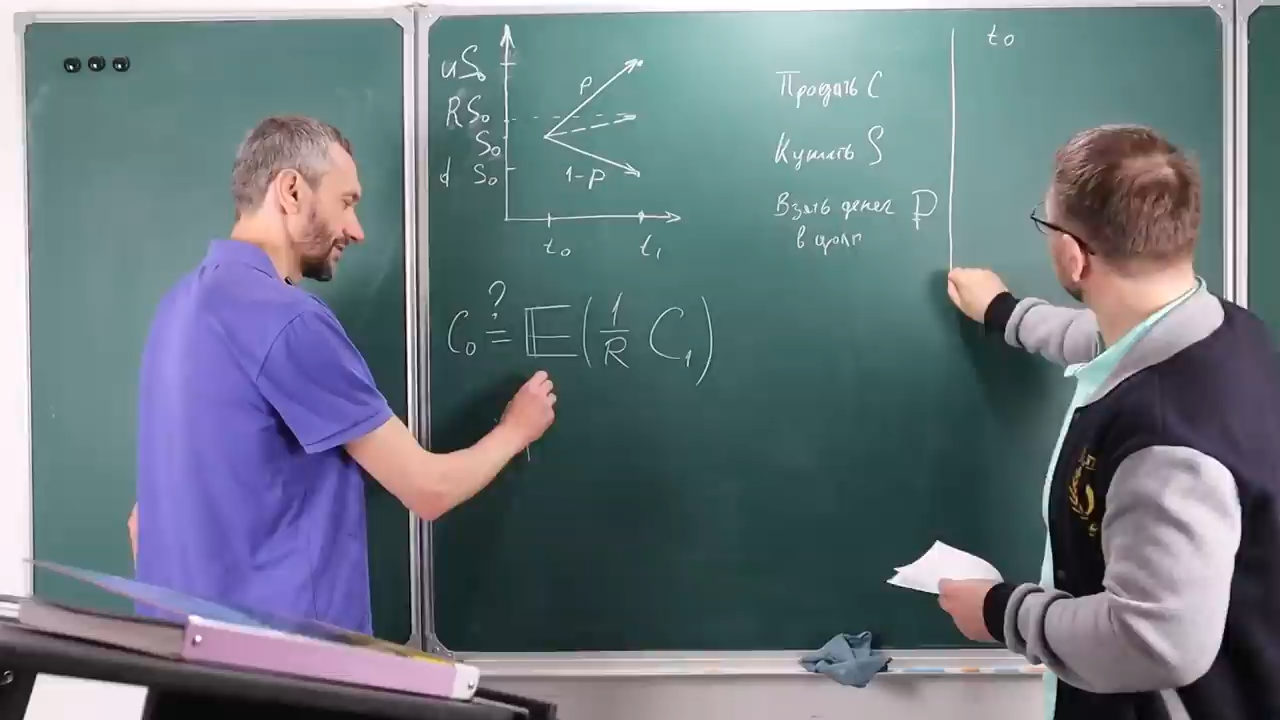 uS₀
RS₀
S₀
d S₀
p
1-p
t₀ t₁
C₀ ≟ 𝔼(1/R C₁)
t₀
Продать C
Купить S
Взять денег ₽
в долг